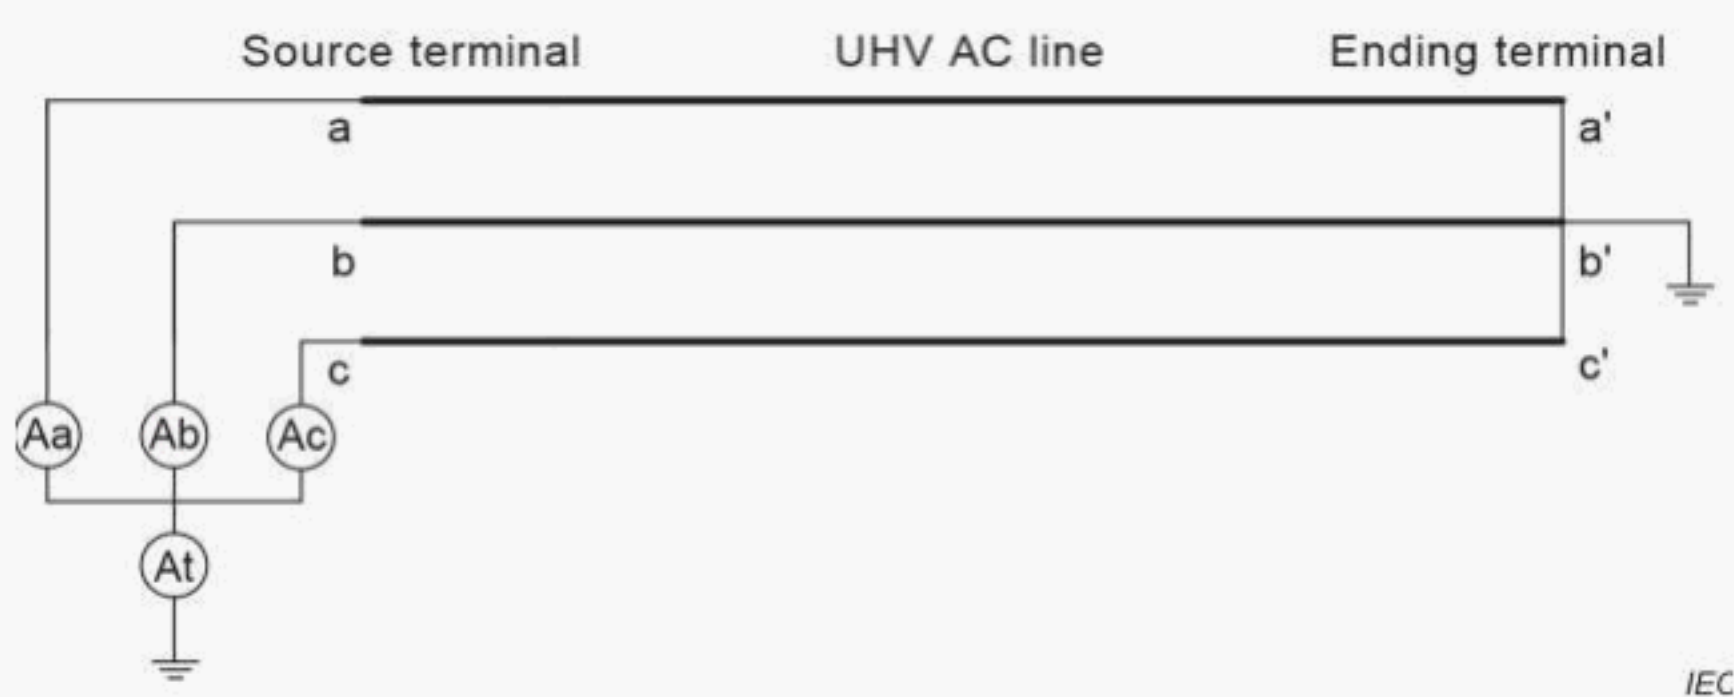 Source terminal UHV AC line Ending terminal
a a'
b b'
c c'
Aa Ab Ac
At
IEC